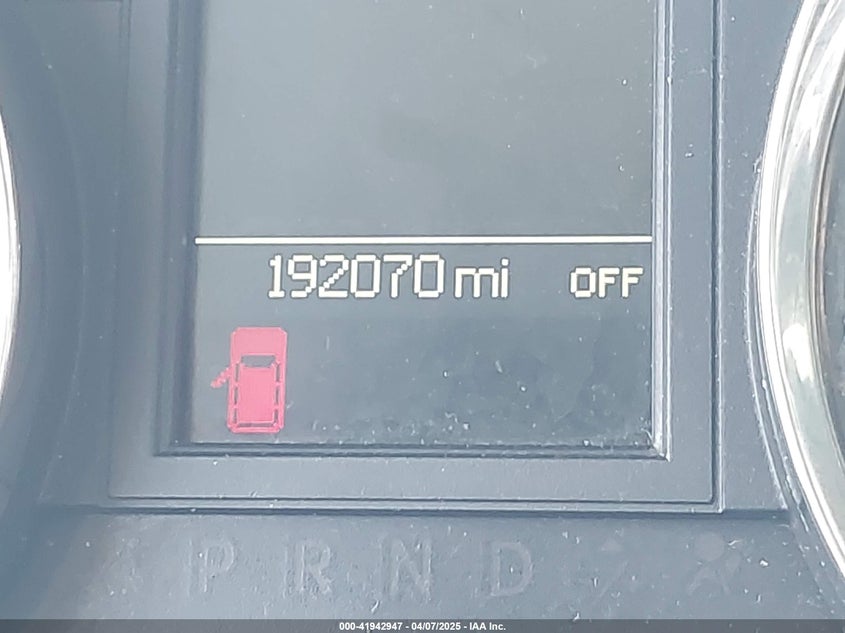 192070 mi OFF
P R N D
000-41942947 - 04/07/2025 - IAA Inc.